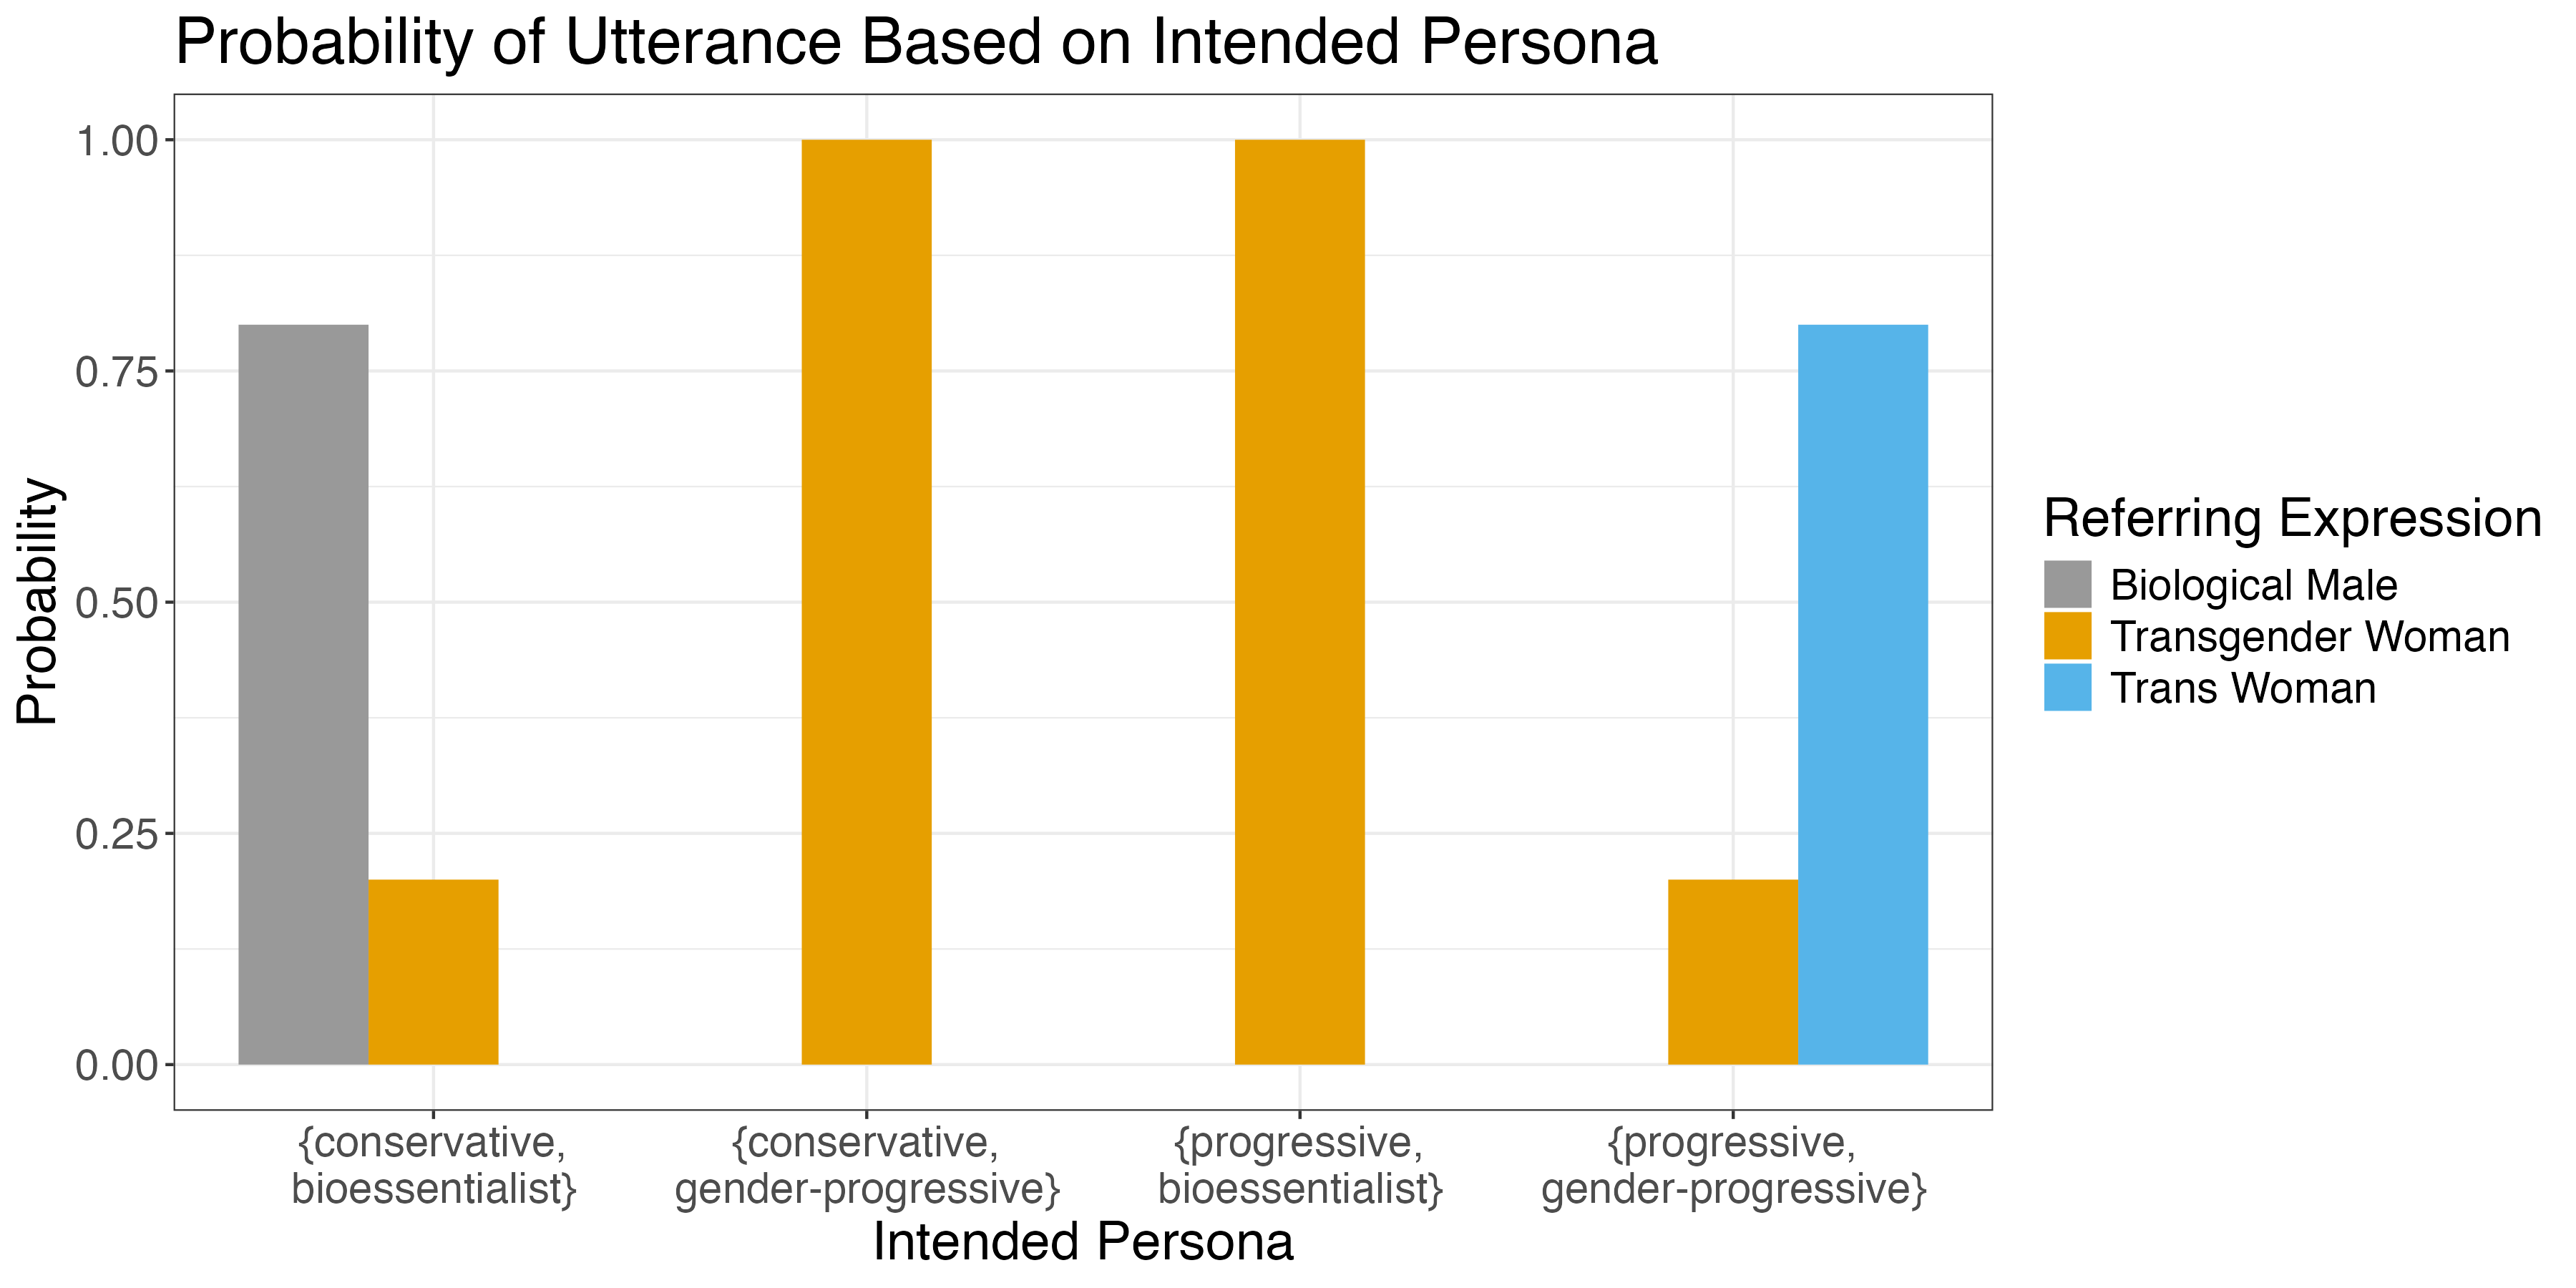 Probability of Utterance Based on Intended Persona
Probability
1.00
0.75
0.50
0.25
0.00
{conservative,
bioessentialist}
{conservative,
gender-progressive}
{progressive,
bioessentialist}
{progressive,
gender-progressive}
Intended Persona
Referring Expression
Biological Male
Transgender Woman
Trans Woman